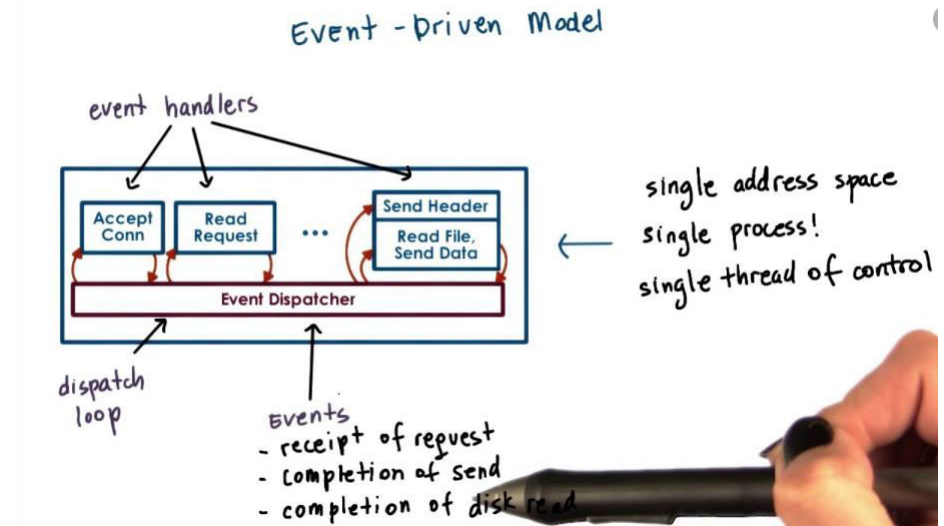 Event-Driven Model
event handlers
Accept
Conn
Read
Request
...
Send Header
Read File,
Send Data
Event Dispatcher
single address space
single process!
single thread of control
dispatch
loop
Events
- receipt of request
- completion of send
- completion of disk read